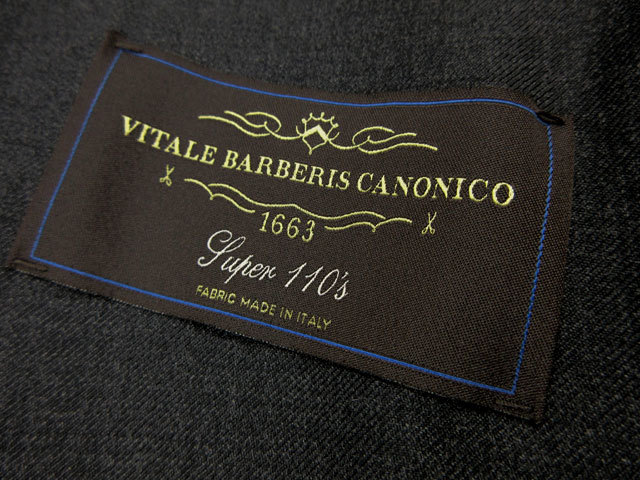 VITALE BARBERIS CANONICO
1663
Super 110's
FABRIC MADE IN ITALY